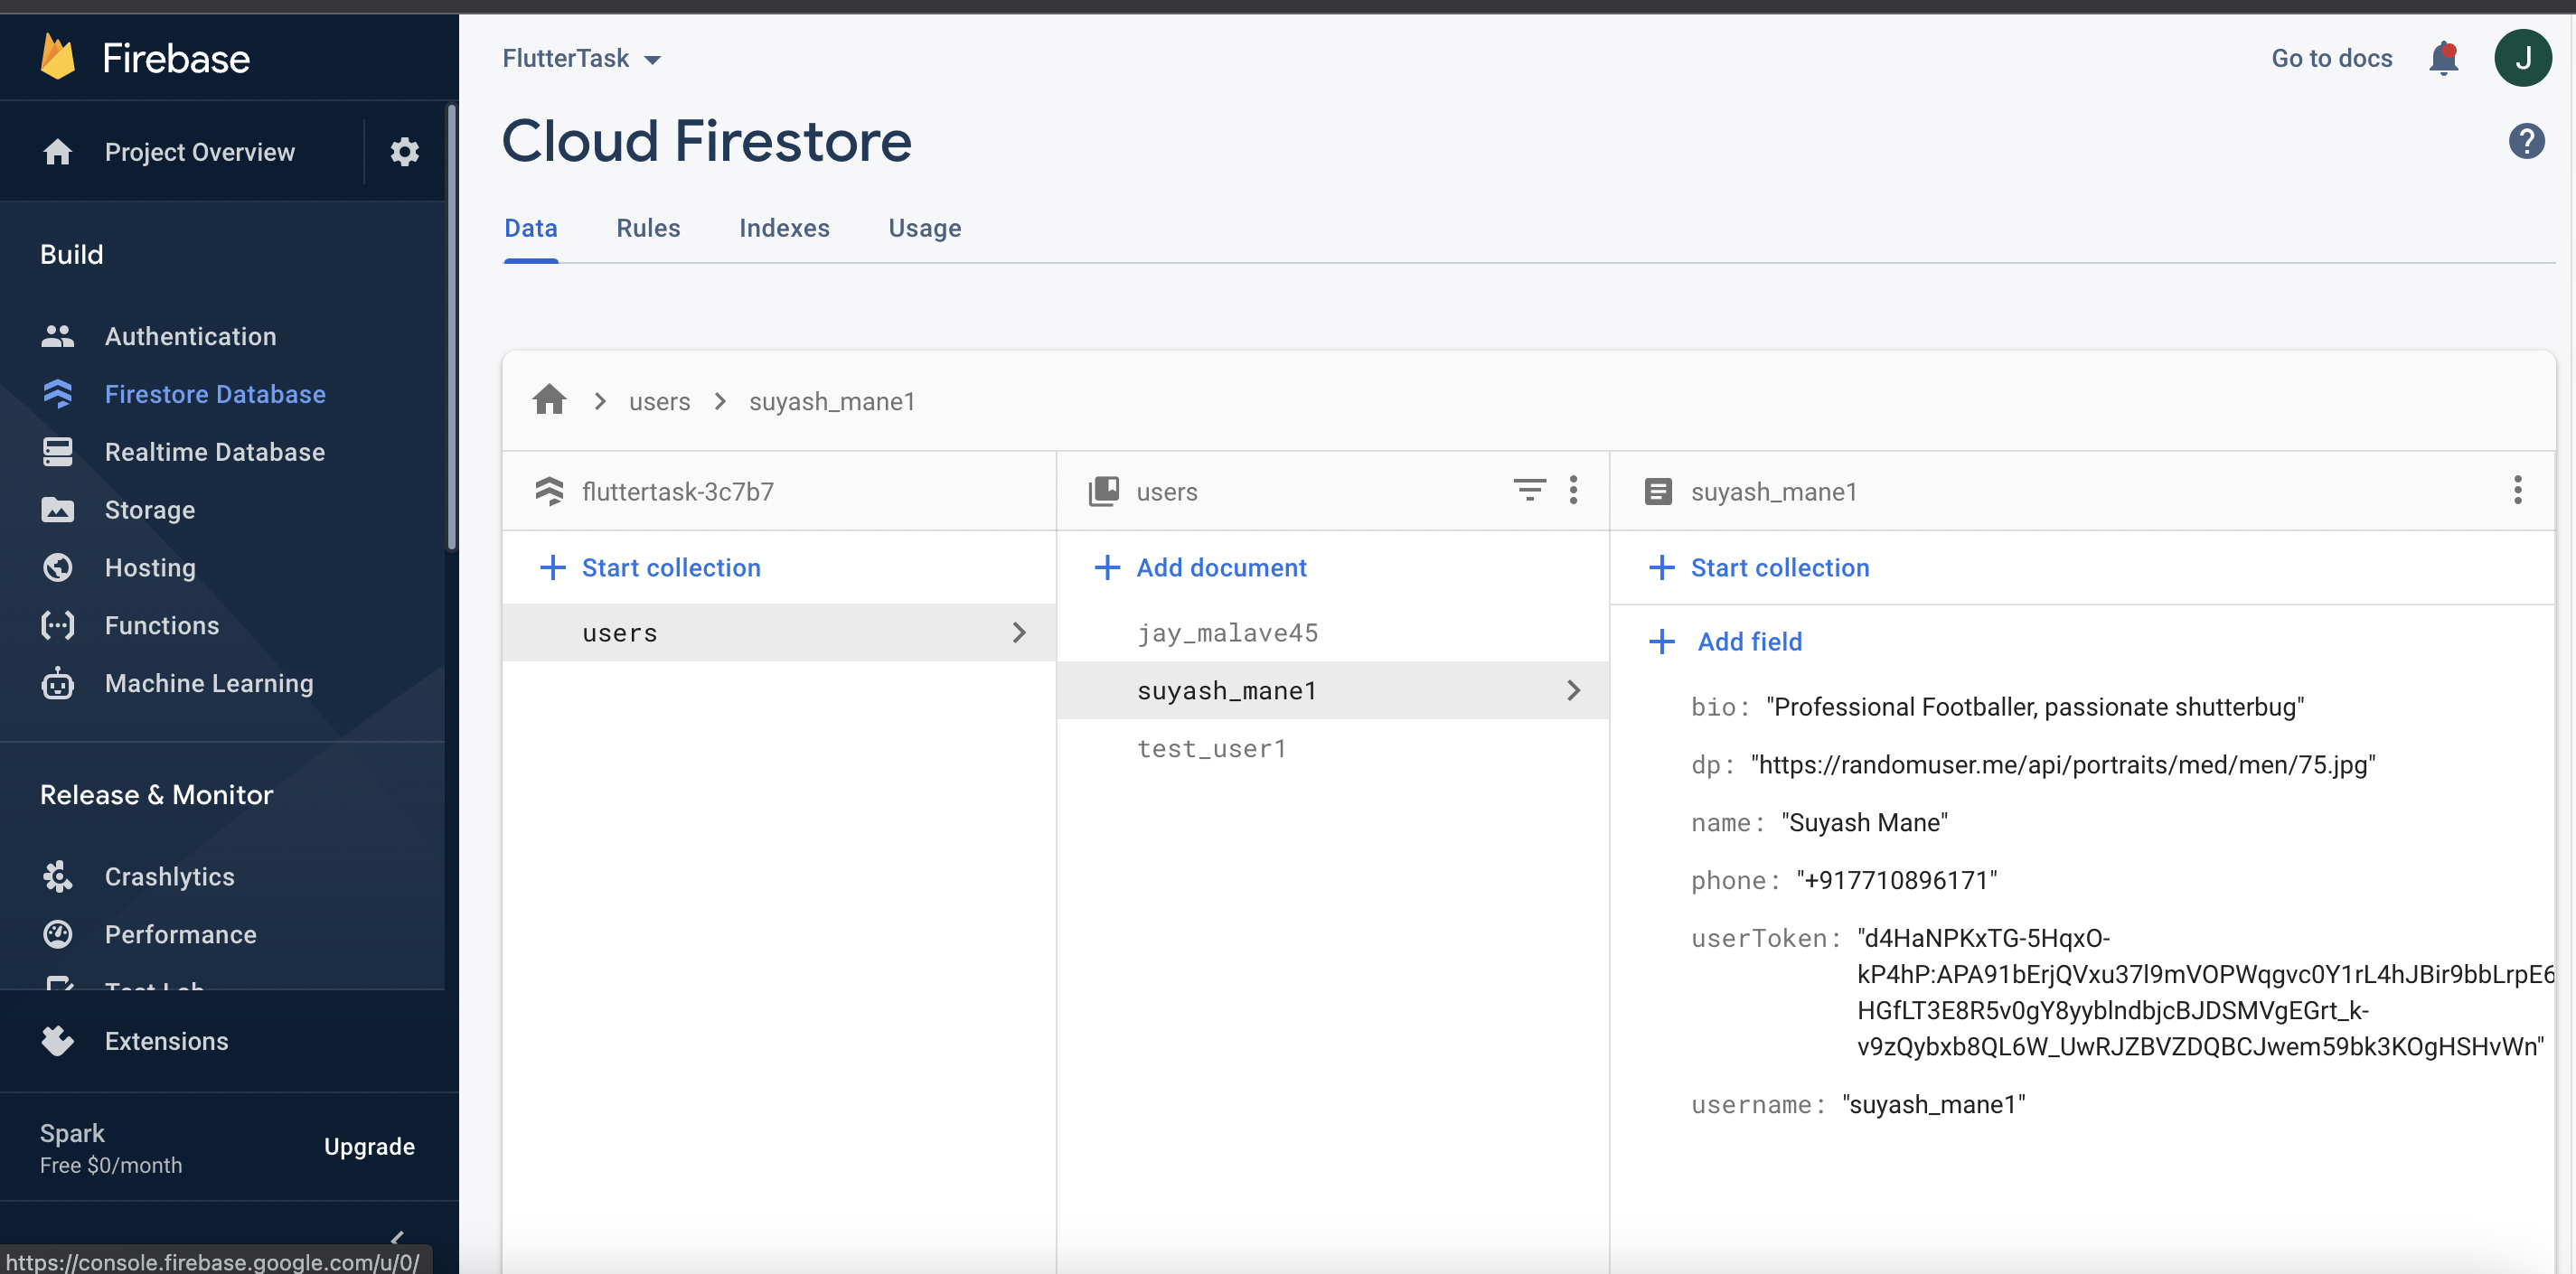 Firebase
Project Overview
Build
Authentication
Firestore Database
Realtime Database
Storage
Hosting
Functions
Machine Learning
Release & Monitor
Crashlytics
Performance
Test Lab
Extensions
Spark
Free $0/month
Upgrade
https://console.firebase.google.com/u/0/
FlutterTask
Go to docs
J
Cloud Firestore
?
Data Rules Indexes Usage
users suyash_mane1
fluttertask-3c7b7
+ Start collection
users
users
+ Add document
jay_malave45
suyash_mane1
test_user1
suyash_mane1
+ Start collection
+ Add field
bio: "Professional Footballer, passionate shutterbug"
dp: "https://randomuser.me/api/portraits/med/men/75.jpg"
name: "Suyash Mane"
phone: "+917710896171"
userToken: "d4HaNPKxTG-5HqxO-
kP4hP:APA91bErjQVxu37l9mVOPWqgvc0Y1rL4hJBir9bbLrpE6
HGfLT3E8R5v0gY8yyblndbjcBJDSMVgEGrt_k-
v9zQybxb8QL6W_UwRJZBVZDQBCJwem59bk3KOgHSHvWn"
username: "suyash_mane1"